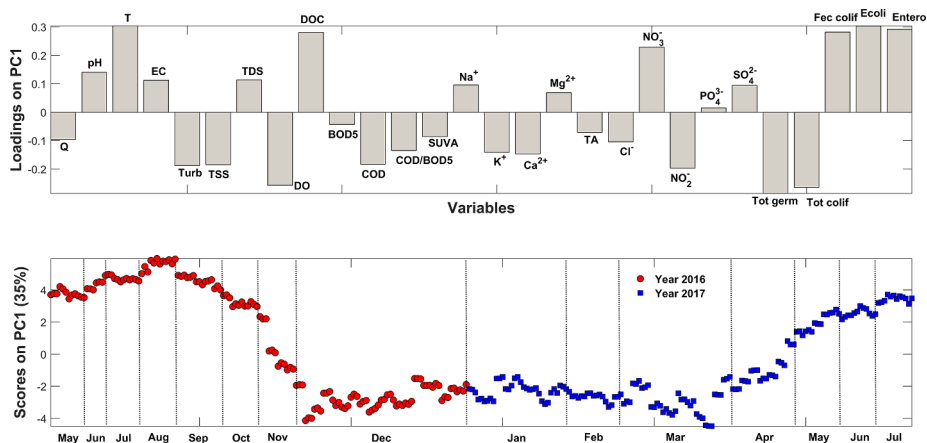 Loadings on PC1
0.3
0.2
0.1
0
-0.1
-0.2
Q
pH
T
EC
Turb
TSS
TDS
DO
DOC
BOD5
COD
COD/BOD5
SUVA
Na⁺
K⁺
Ca²⁺
Mg²⁺
TA
Cl⁻
NO₃⁻
NO₂⁻
PO₄³⁻
SO₄²⁻
Tot germ
Tot colif
Fec colif
Ecoli
Entero
Variables
Scores on PC1 (35%)
4
2
0
-2
-4
Year 2016
Year 2017
May Jun Jul Aug Sep Oct Nov Dec Jan Feb Mar Apr May Jun Jul